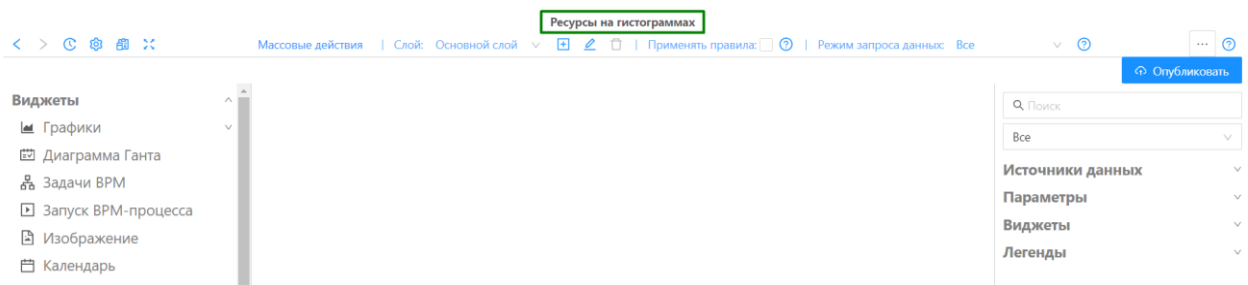 Ресурсы на гистограммах
Массовые действия | Слой: Основной слой | Применять правила: | Режим запроса данных: Все
Опубликовать
Виджеты
Графики
Диаграмма Ганта
Задачи BPM
Запуск BPM-процесса
Изображение
Календарь
Поиск
Все
Источники данных
Параметры
Виджеты
Легенды